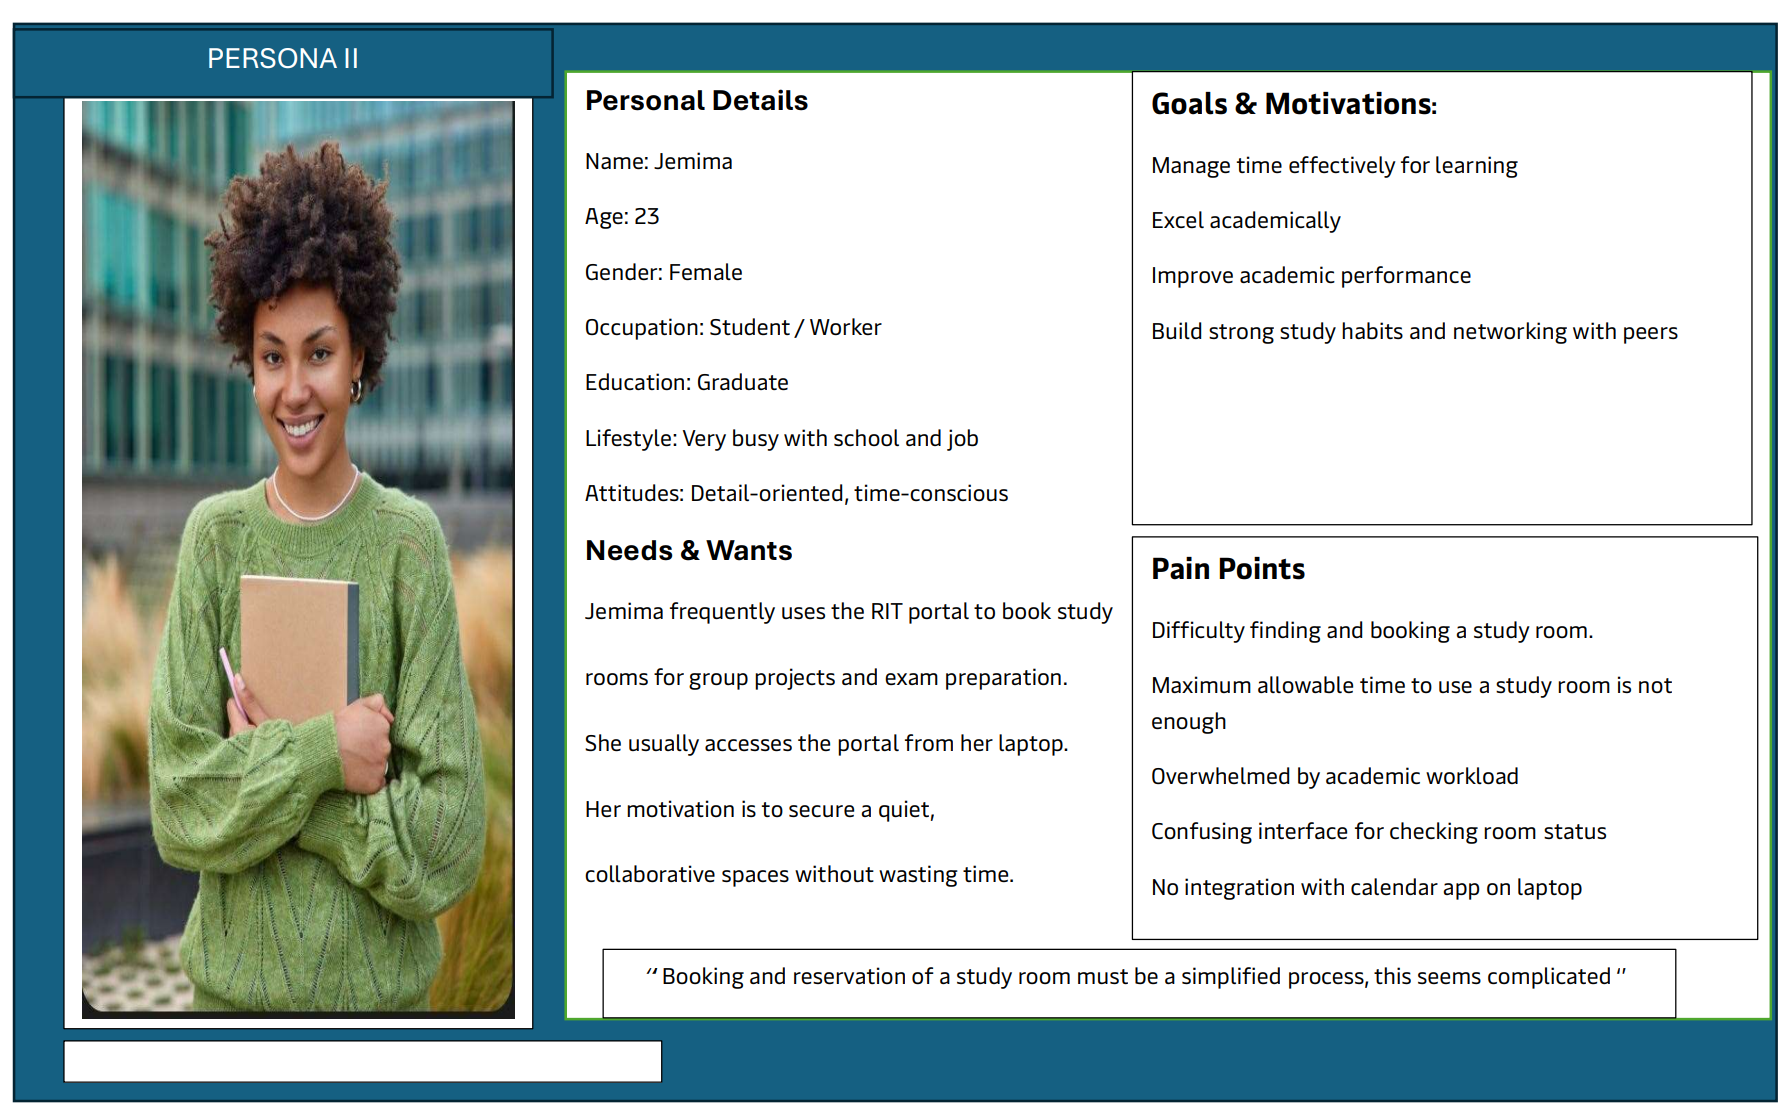 PERSONA II
Personal Details
Name: Jemima
Age: 23
Gender: Female
Occupation: Student / Worker
Education: Graduate
Lifestyle: Very busy with school and job
Attitudes: Detail-oriented, time-conscious
Needs & Wants
Jemima frequently uses the RIT portal to book study
rooms for group projects and exam preparation.
She usually accesses the portal from her laptop.
Her motivation is to secure a quiet,
collaborative spaces without wasting time.
Goals & Motivations:
Manage time effectively for learning
Excel academically
Improve academic performance
Build strong study habits and networking with peers
Pain Points
Difficulty finding and booking a study room.
Maximum allowable time to use a study room is not
enough
Overwhelmed by academic workload
Confusing interface for checking room status
No integration with calendar app on laptop
“ Booking and reservation of a study room must be a simplified process, this seems complicated ”